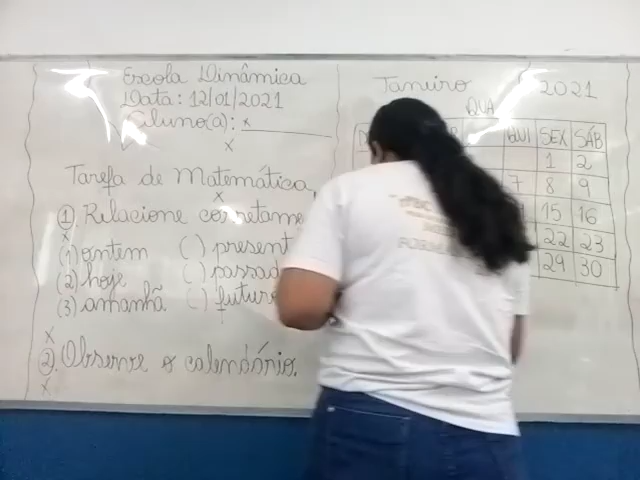 Escola Dinâmica
Data: 12/01/2021
Aluno(a): x
x
Tarefa de Matemática
x
1 Relacione corretame
x
(1) ontem ( ) present
(2) hoje ( ) passad
(3) amanhã. ( ) futuro
x
2. Observe o calendário.
x
Janeiro 2021
QUA
QUI SEX SÁB
1 2
7 8 9
15 16
22 23
29 30